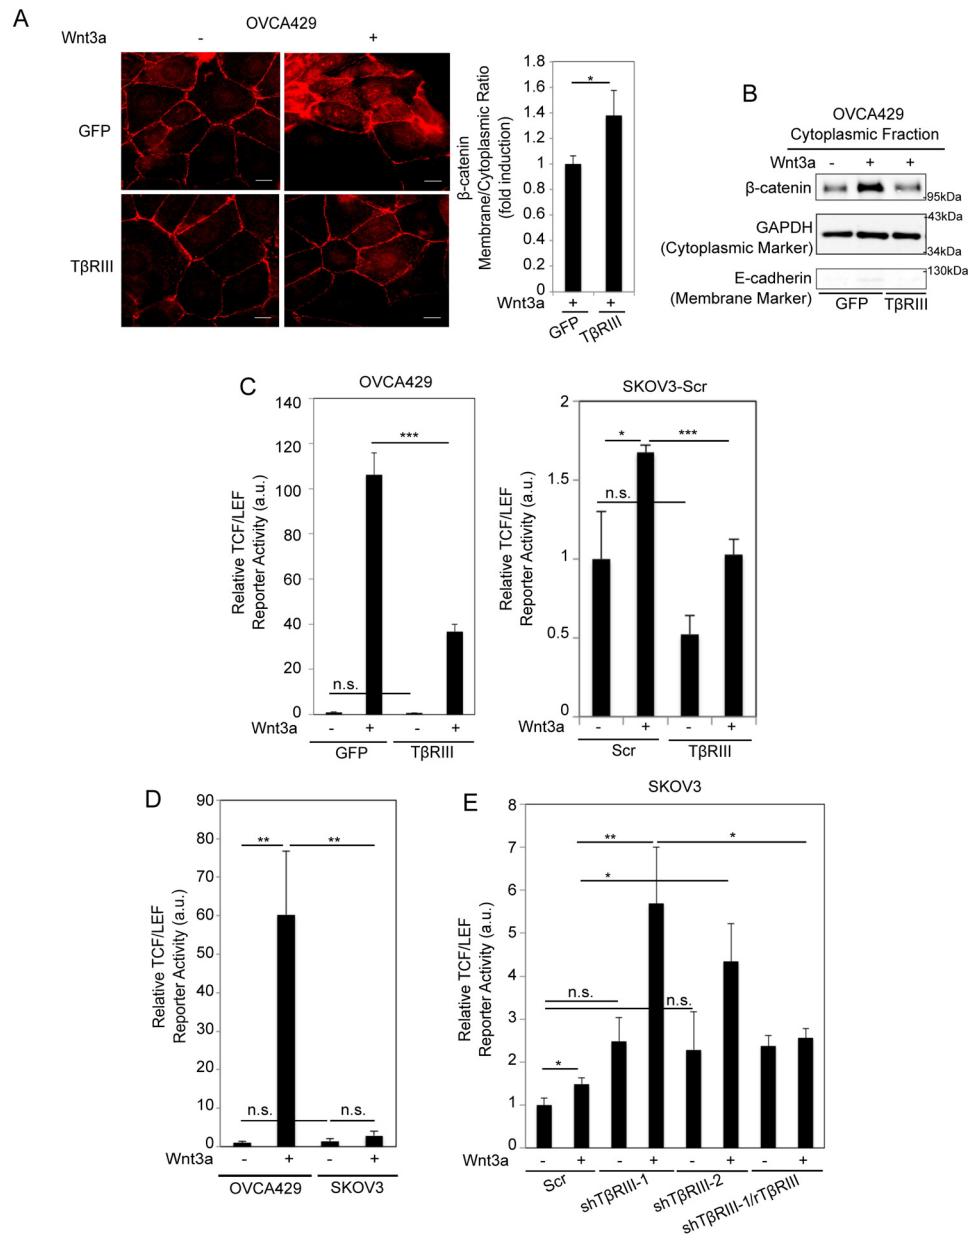 A
OVCA429
Wnt3a - +
GFP
TβRIII
β-catenin
Membrane/Cytoplasmic Ratio
(fold induction)
1.8
1.6
1.4
1.2
1
0.8
0.6
0.4
0.2
0
*
Wnt3a + +
GFP TβRIII
B
OVCA429
Cytoplasmic Fraction
Wnt3a - + +
β-catenin
-95kDa
-43kDa
GAPDH
(Cytoplasmic Marker)
-34kDa
-130kDa
E-cadherin
(Membrane Marker)
GFP TβRIII
C
OVCA429
Relative TCF/LEF
Reporter Activity (a.u.)
140
120
100
80
60
40
20
0
***
n.s.
Wnt3a - + - +
GFP TβRIII
SKOV3-Scr
Relative TCF/LEF
Reporter Activity (a.u.)
2
1.5
1
0.5
0
* ***
n.s.
Wnt3a - + - +
Scr TβRIII
D
Relative TCF/LEF
Reporter Activity (a.u.)
90
80
70
60
50
40
30
20
10
0
** **
n.s. n.s.
Wnt3a - + - +
OVCA429 SKOV3
E
SKOV3
Relative TCF/LEF
Reporter Activity (a.u.)
8
7
6
5
4
3
2
1
0
** *
*
n.s. n.s.
*
Wnt3a - + - + - + - +
Scr shTβRIII-1 shTβRIII-2 shTβRIII-1/rTβRIII